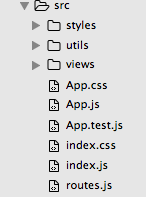 src
styles
utils
views
App.css
App.js
App.test.js
index.css
index.js
routes.js